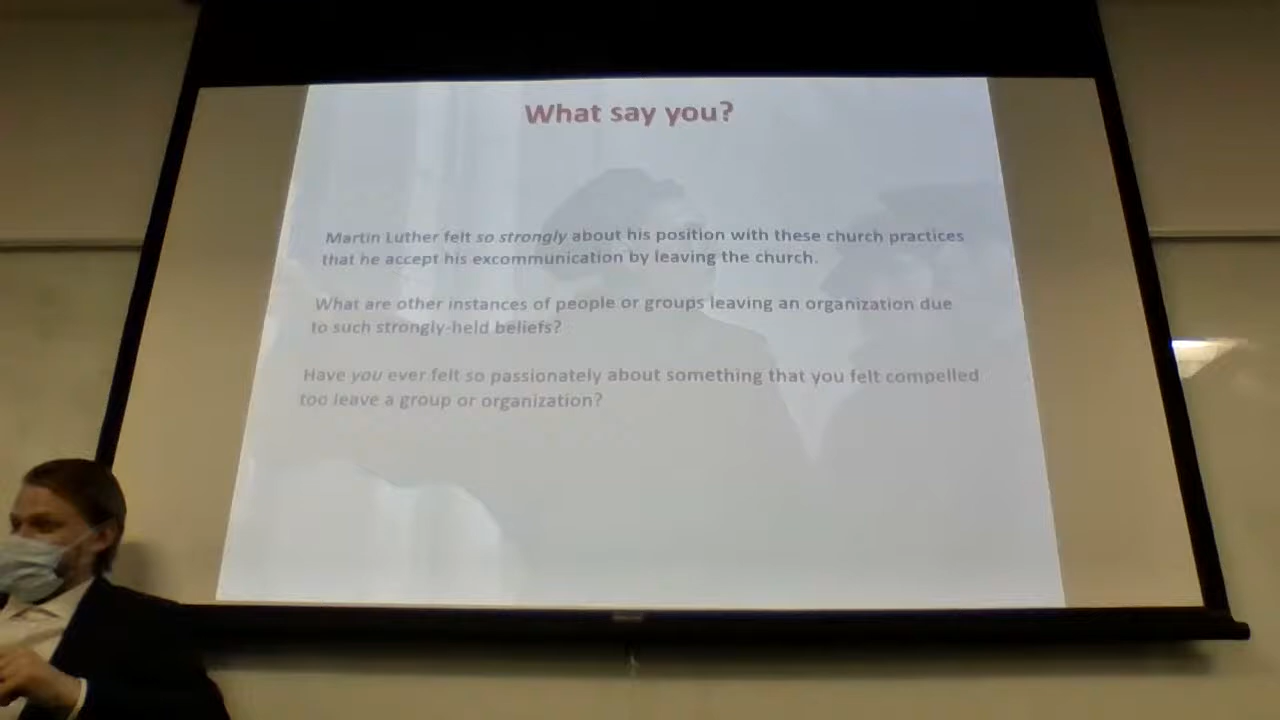 What say you?
Martin Luther felt so strongly about his position with these church practices
that he accept his excommunication by leaving the church.
What are other instances of people or groups leaving an organization due
to such strongly-held beliefs?
Have you ever felt so passionately about something that you felt compelled
too leave a group or organization?